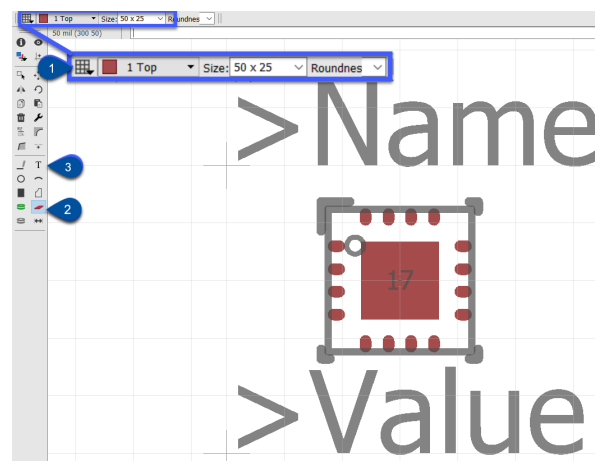 1 Top Size: 50 x 25 Roundnes
50 mil (300 50)
1
1 Top Size: 50 x 25 Roundnes
>Name
T
3
2
17
>Value